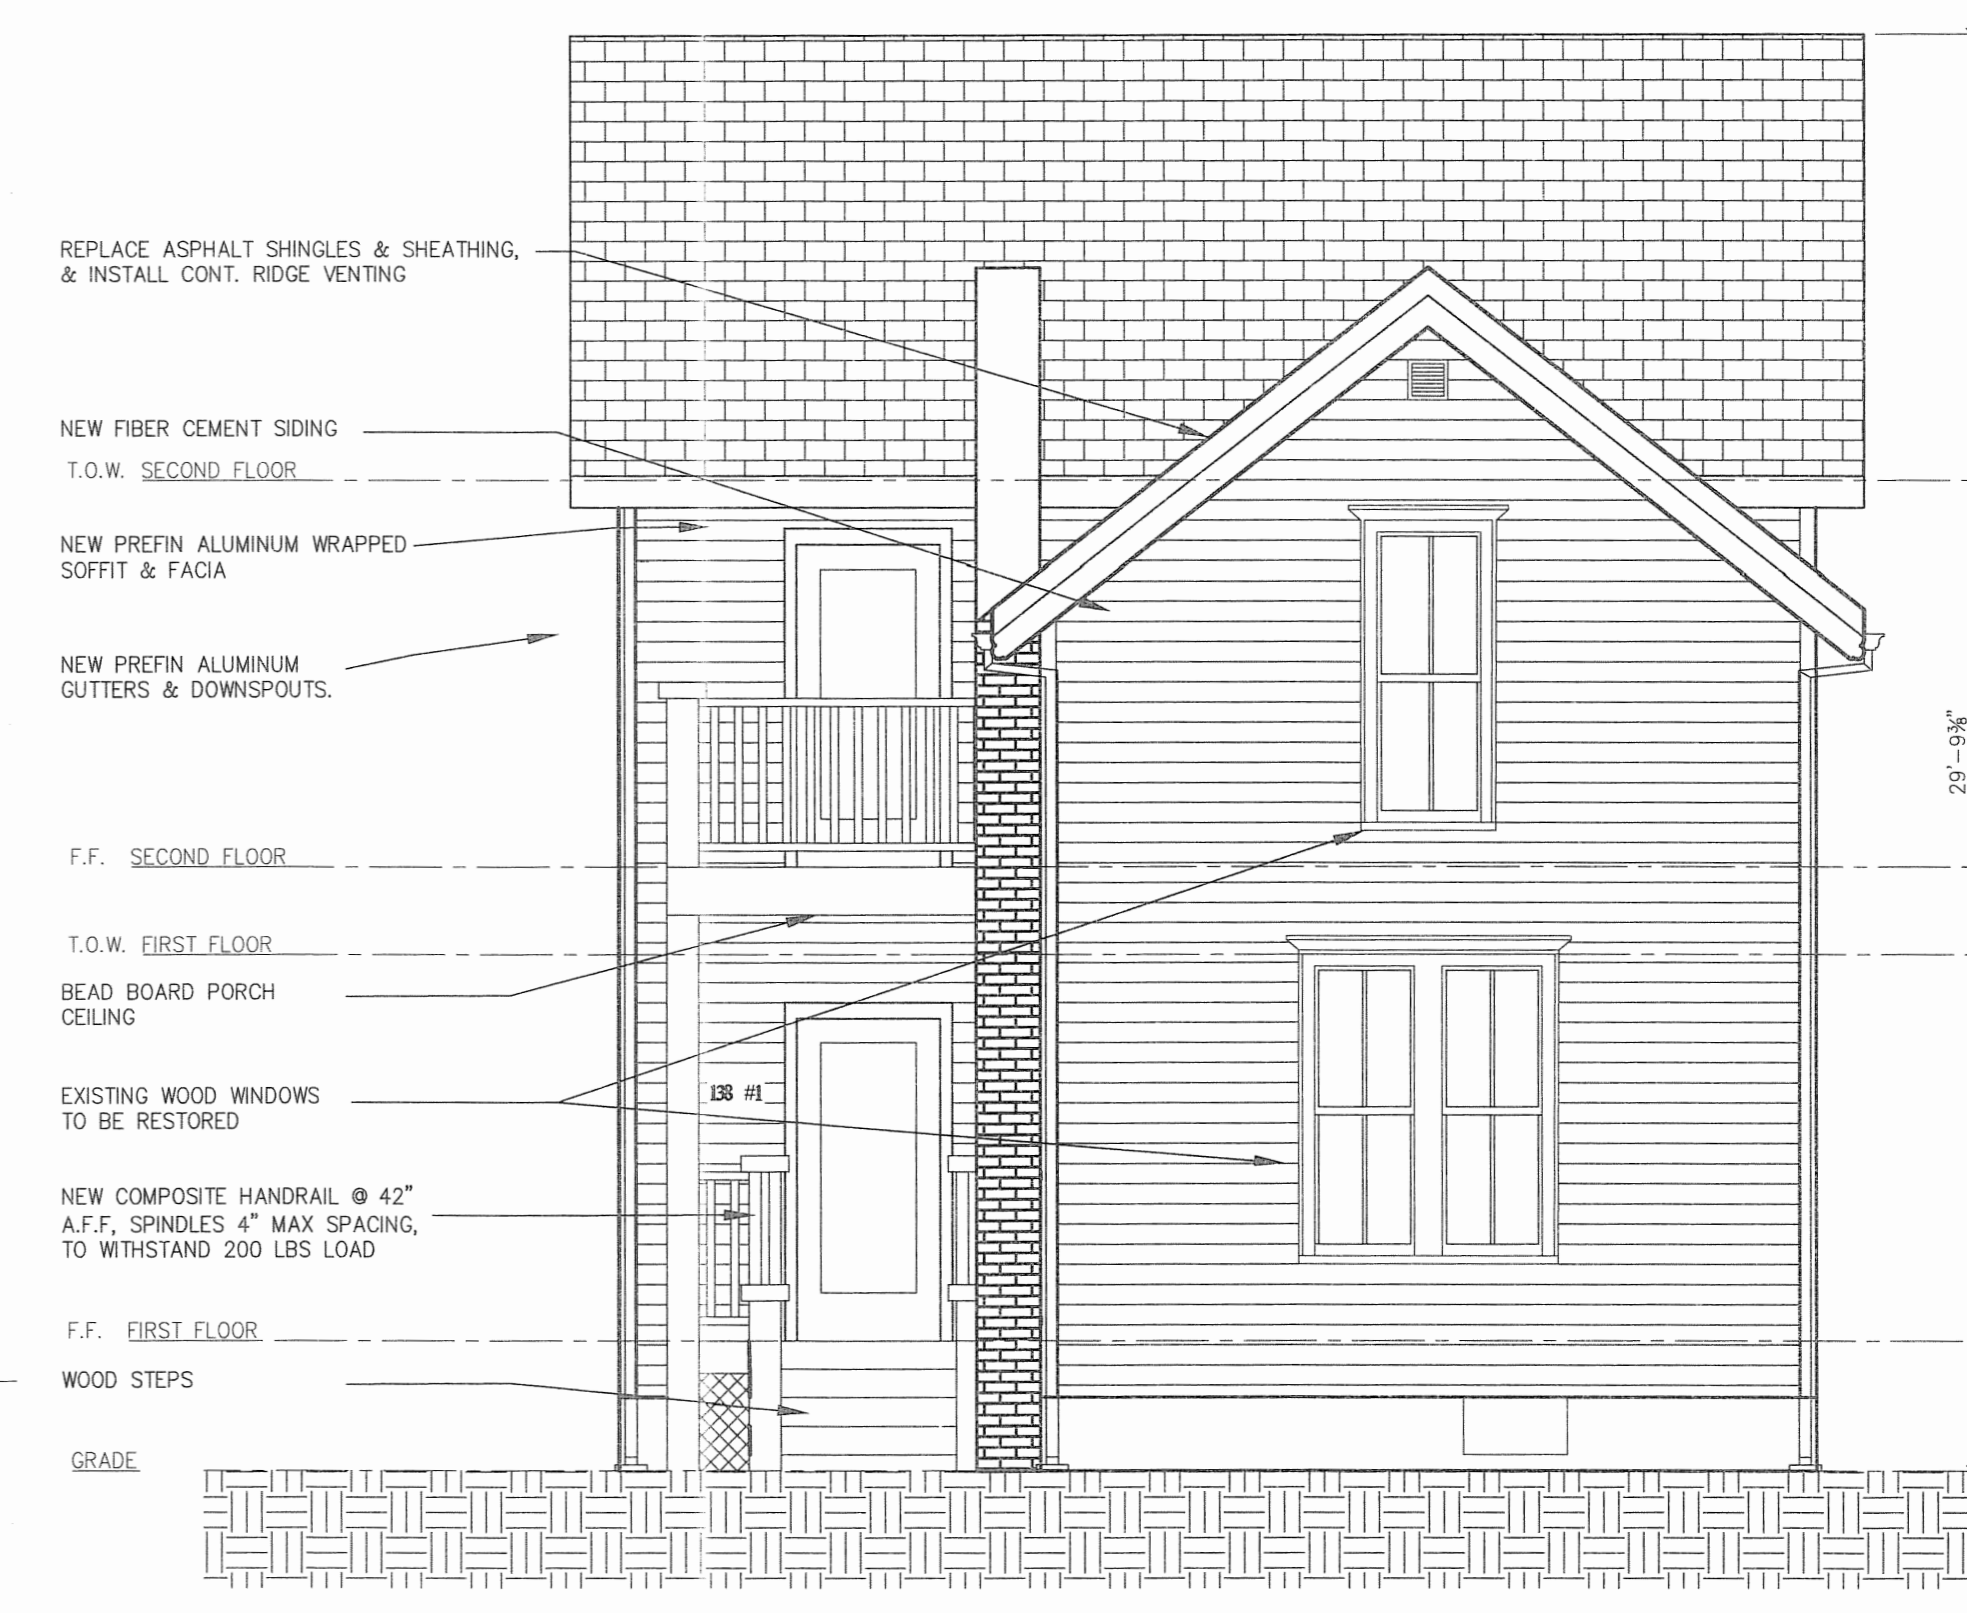 REPLACE ASPHALT SHINGLES & SHEATHING,
& INSTALL CONT. RIDGE VENTING
NEW FIBER CEMENT SIDING
T.O.W. SECOND FLOOR
NEW PREFIN ALUMINUM WRAPPED
SOFFIT & FACIA
NEW PREFIN ALUMINUM
GUTTERS & DOWNSPOUTS.
29'-9⅜"
F.F. SECOND FLOOR
T.O.W. FIRST FLOOR
BEAD BOARD PORCH
CEILING
138 #1
EXISTING WOOD WINDOWS
TO BE RESTORED
NEW COMPOSITE HANDRAIL @ 42"
A.F.F, SPINDLES 4" MAX SPACING,
TO WITHSTAND 200 LBS LOAD
F.F. FIRST FLOOR
WOOD STEPS
GRADE